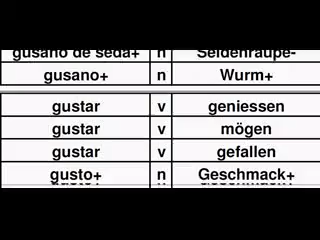 gusano de seda+ n Seidenraupe-
gusano+ n Wurm+
gustar v geniessen
gustar v mögen
gustar v gefallen
gusto+ n Geschmack+